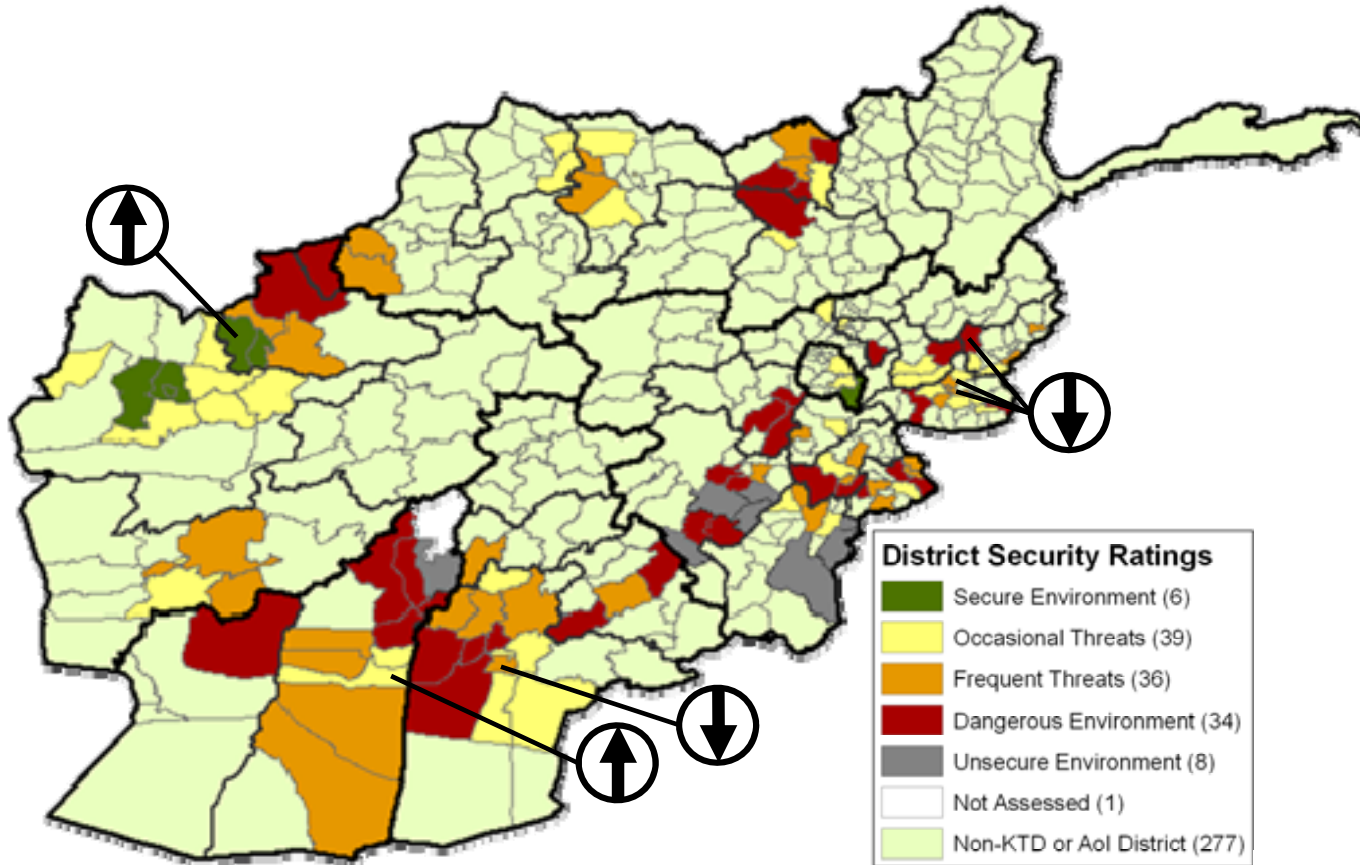 District Security Ratings
Secure Environment (6)
Occasional Threats (39)
Frequent Threats (36)
Dangerous Environment (34)
Unsecure Environment (8)
Not Assessed (1)
Non-KTD or AoI District (277)